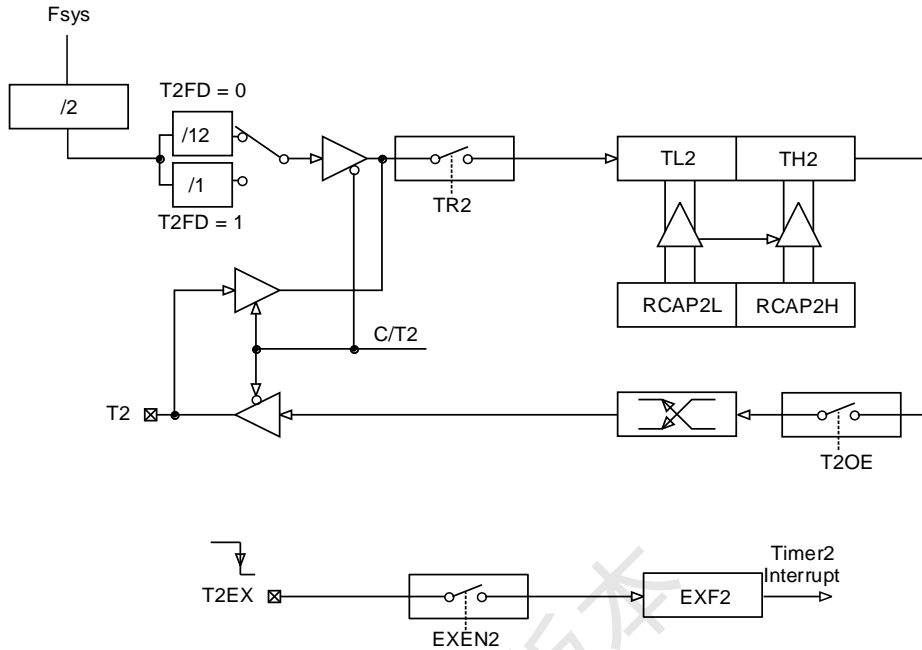 Fsys
/2
T2FD = 0
/12
/1
T2FD = 1
TR2
TL2
TH2
RCAP2L
RCAP2H
C/T2
T2
T2OE
T2EX
EXEN2
EXF2
Timer2
Interrupt
本